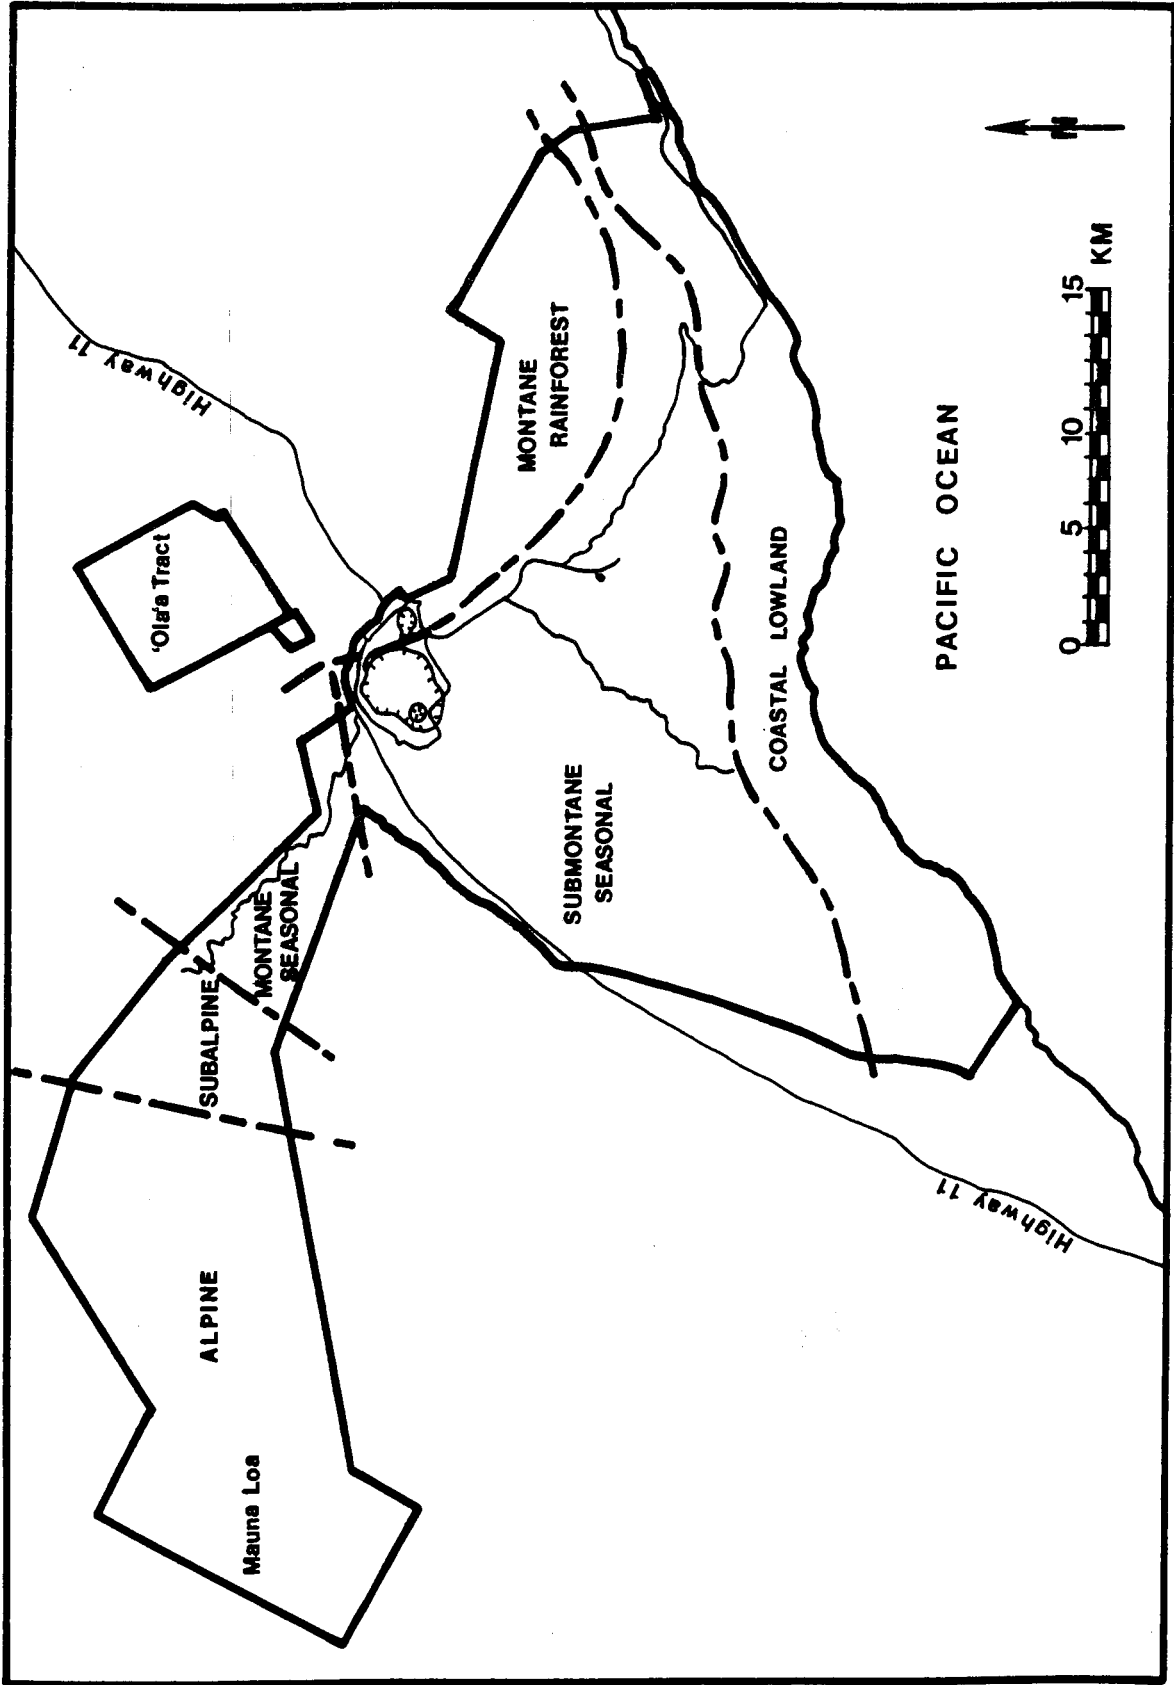 Highway 11
'Ola'a Tract
MONTANE
RAINFOREST
MONTANE
SEASONAL
SUBALPINE
ALPINE
Mauna Loa
SUBMONTANE
SEASONAL
COASTAL LOWLAND
Highway 11
PACIFIC OCEAN
0 5 10 15 KM
N